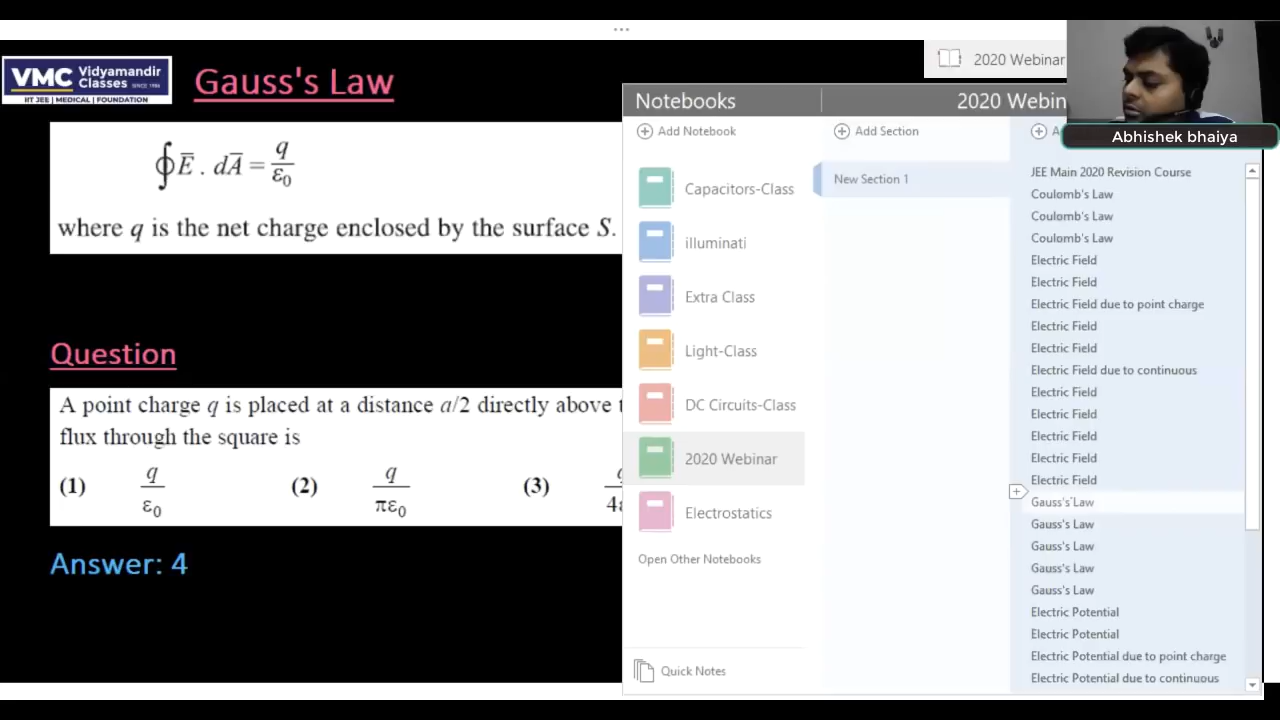 VMC Vidyamandir Classes SINCE 1986
IIT JEE | MEDICAL | FOUNDATION
Gauss's Law
∮Ē . dĀ = q/ε0
where q is the net charge enclosed by the surface S.
Question
A point charge q is placed at a distance a/2 directly above
flux through the square is
(1) q/ε0 (2) q/πε0 (3)
Answer: 4
...
2020 Webinar
Notebooks
2020 Webin
Abhishek bhaiya
Add Notebook
Add Section
Capacitors-Class
illuminati
Extra Class
Light-Class
DC Circuits-Class
2020 Webinar
Electrostatics
Open Other Notebooks
Quick Notes
New Section 1
JEE Main 2020 Revision Course
Coulomb's Law
Coulomb's Law
Coulomb's Law
Electric Field
Electric Field
Electric Field due to point charge
Electric Field
Electric Field
Electric Field due to continuous
Electric Field
Electric Field
Electric Field
Electric Field
Electric Field
Gauss's Law
Gauss's Law
Gauss's Law
Gauss's Law
Gauss's Law
Electric Potential
Electric Potential
Electric Potential due to point charge
Electric Potential due to continuous